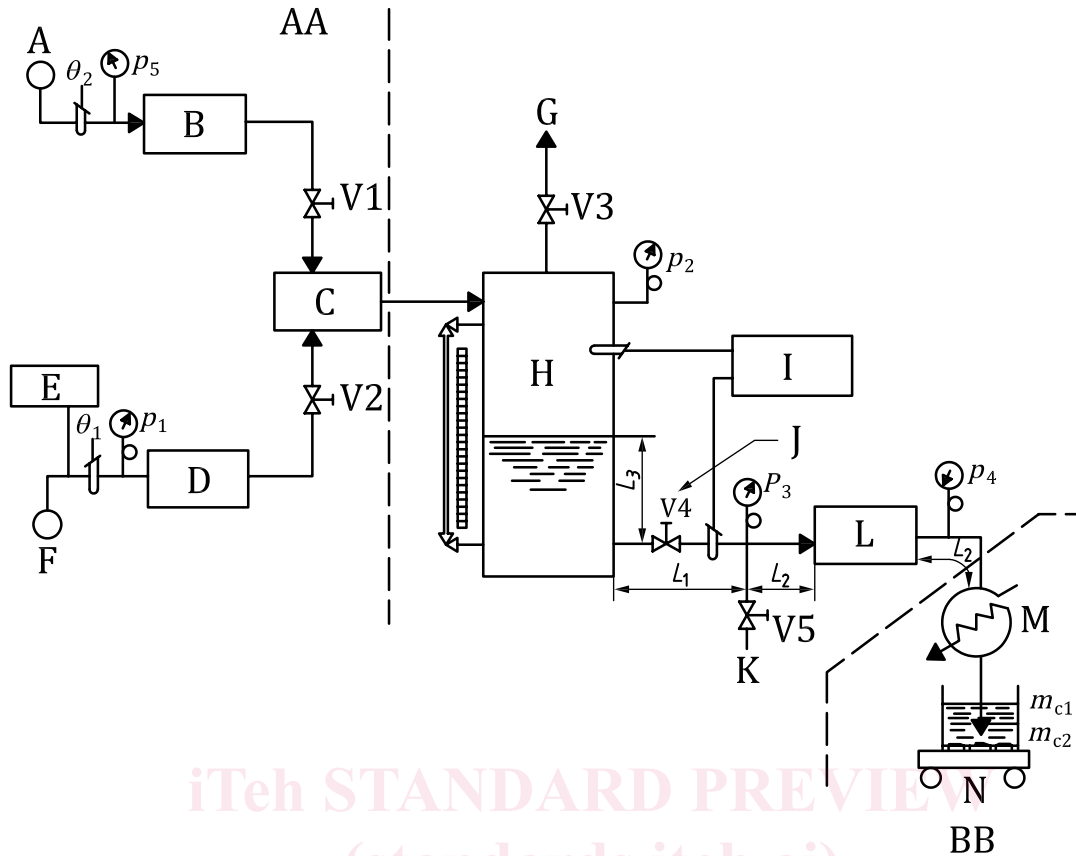 AA
A
θ2
p5
B
G
V1
V3
p2
C
E
H
I
V2
θ1
p1
D
J
L3
P3
p4
V4
F
L
L2
L1
L2
V5
M
K
mc1
mc2
iTeh STANDARD PREVIEW
N
BB
(standards.iteh.ai)